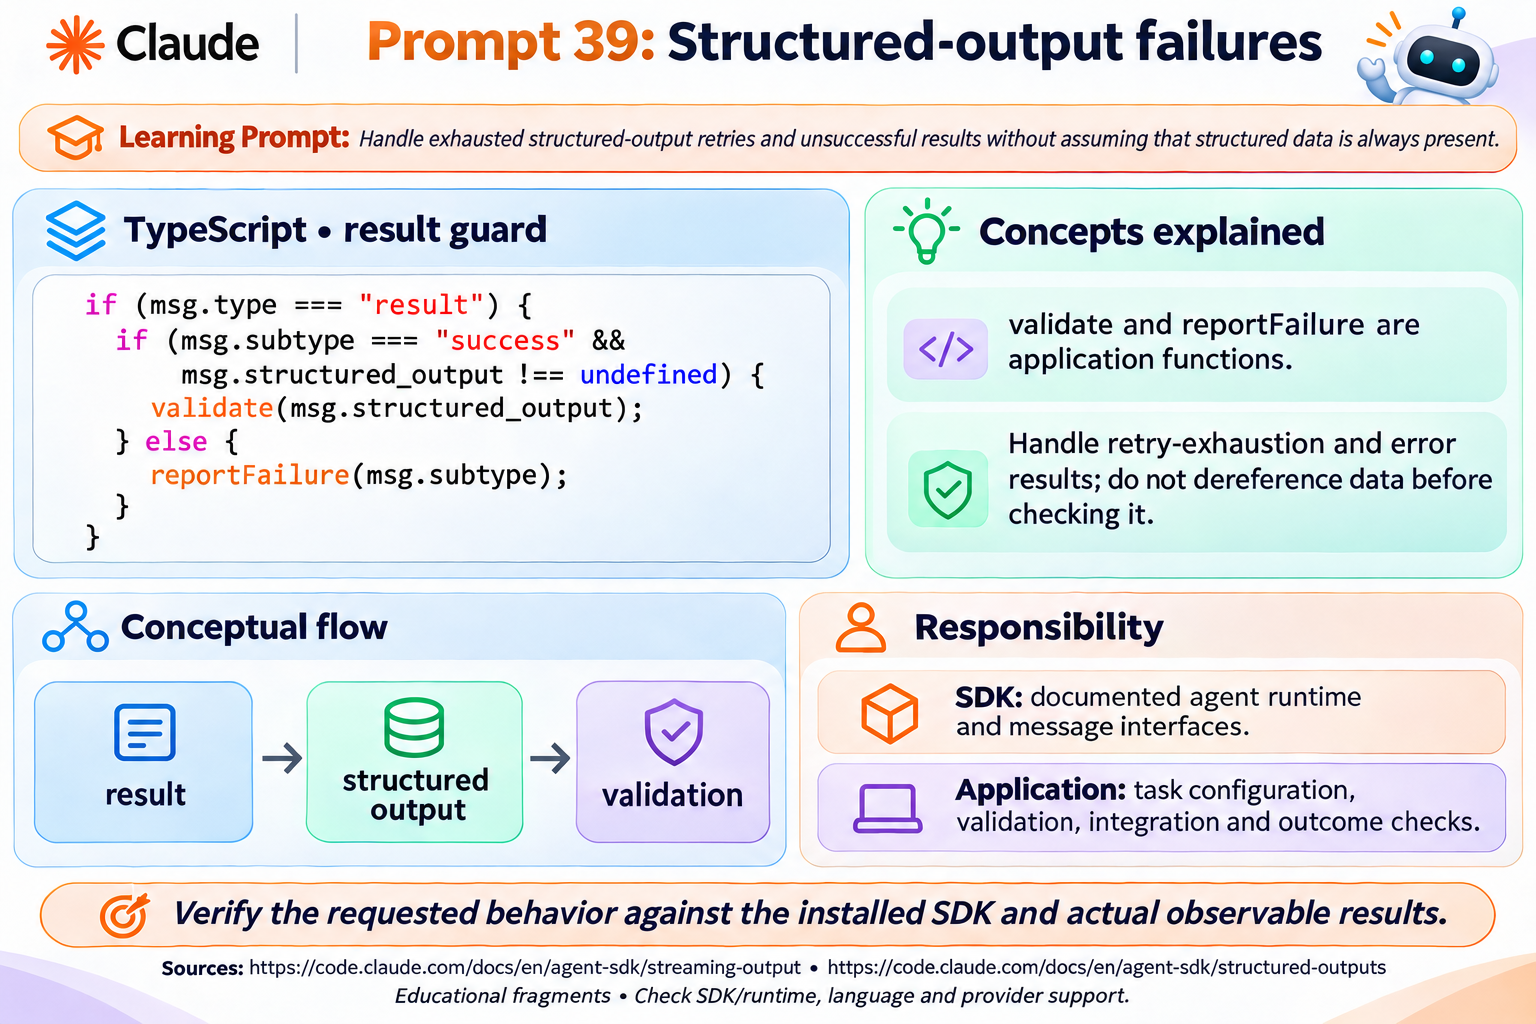 Claude
Prompt 39: Structured-output failures
Learning Prompt: Handle exhausted structured-output retries and unsuccessful results without assuming that structured data is always present.
TypeScript • result guard
if (msg.type === "result") {
  if (msg.subtype === "success" &&
      msg.structured_output !== undefined) {
    validate(msg.structured_output);
  } else {
    reportFailure(msg.subtype);
  }
}
Concepts explained
</>
validate and reportFailure are
application functions.
Handle retry-exhaustion and error
results; do not dereference data before
checking it.
Conceptual flow
result
structured
output
validation
Responsibility
SDK: documented agent runtime
and message interfaces.
Application: task configuration,
validation, integration and outcome checks.
Verify the requested behavior against the installed SDK and actual observable results.
Sources: https://code.claude.com/docs/en/agent-sdk/streaming-output • https://code.claude.com/docs/en/agent-sdk/structured-outputs
Educational fragments • Check SDK/runtime, language and provider support.